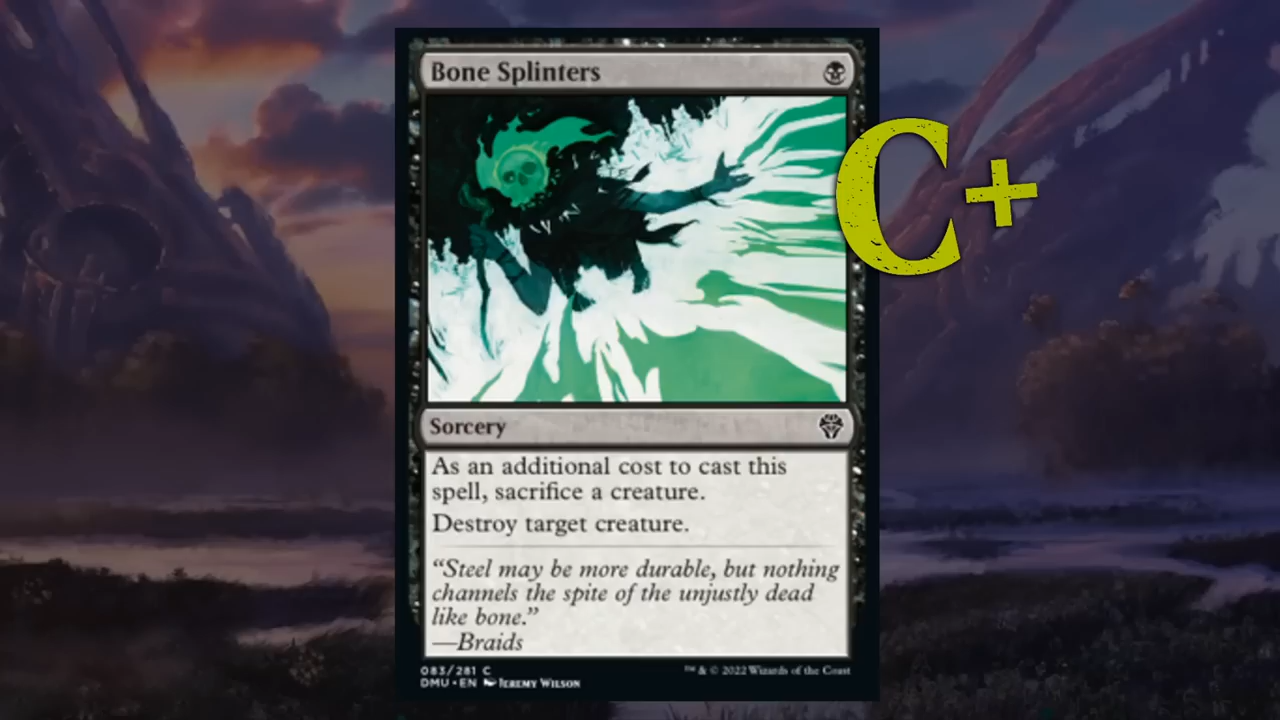 Bone Splinters
C+
Sorcery
As an additional cost to cast this
spell, sacrifice a creature.
Destroy target creature.
“Steel may be more durable, but nothing
channels the spite of the unjustly dead
like bone.”
—Braids
083/281 C
DMU • EN Jeremy Wilson
™ & © 2022 Wizards of the Coast